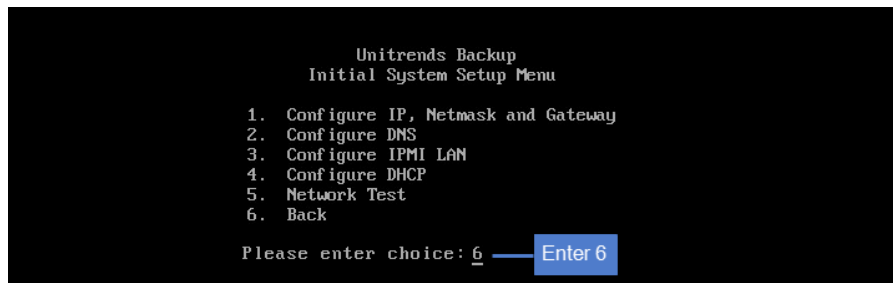 Unitrends Backup
Initial System Setup Menu
1. Configure IP, Netmask and Gateway
2. Configure DNS
3. Configure IPMI LAN
4. Configure DHCP
5. Network Test
6. Back
Please enter choice: 6
Enter 6